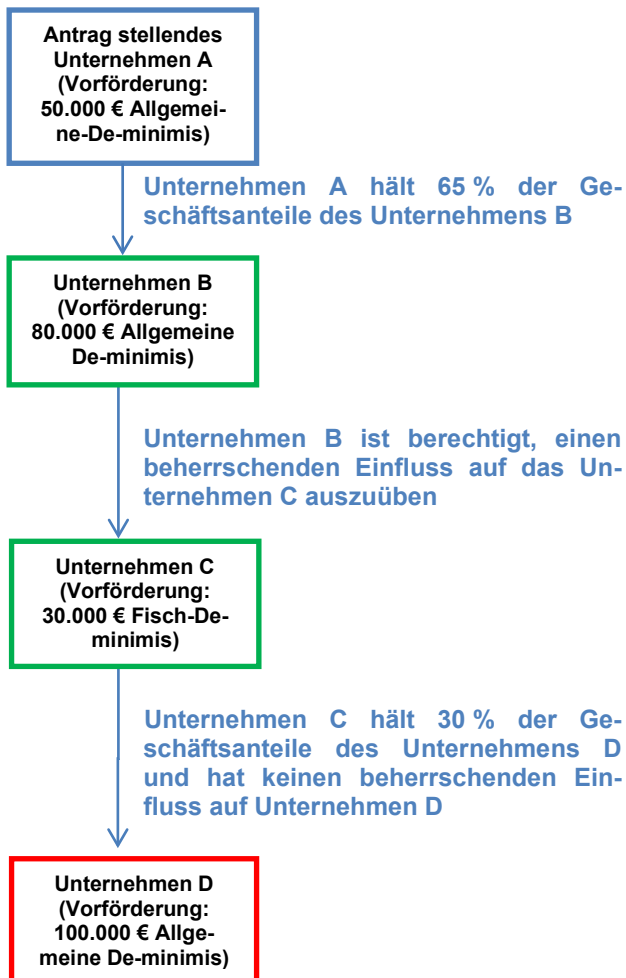 Antrag stellendes
Unternehmen A
(Vorförderung:
50.000 € Allgemei-
ne-De-minimis)
Unternehmen A hält 65 % der Ge-
schäftsanteile des Unternehmens B
Unternehmen B
(Vorförderung:
80.000 € Allgemeine
De-minimis)
Unternehmen B ist berechtigt, einen
beherrschenden Einfluss auf das Un-
ternehmen C auszuüben
Unternehmen C
(Vorförderung:
30.000 € Fisch-De-
minimis)
Unternehmen C hält 30 % der Ge-
schäftsanteile des Unternehmens D
und hat keinen beherrschenden Ein-
fluss auf Unternehmen D
Unternehmen D
(Vorförderung:
100.000 € Allge-
meine De-minimis)